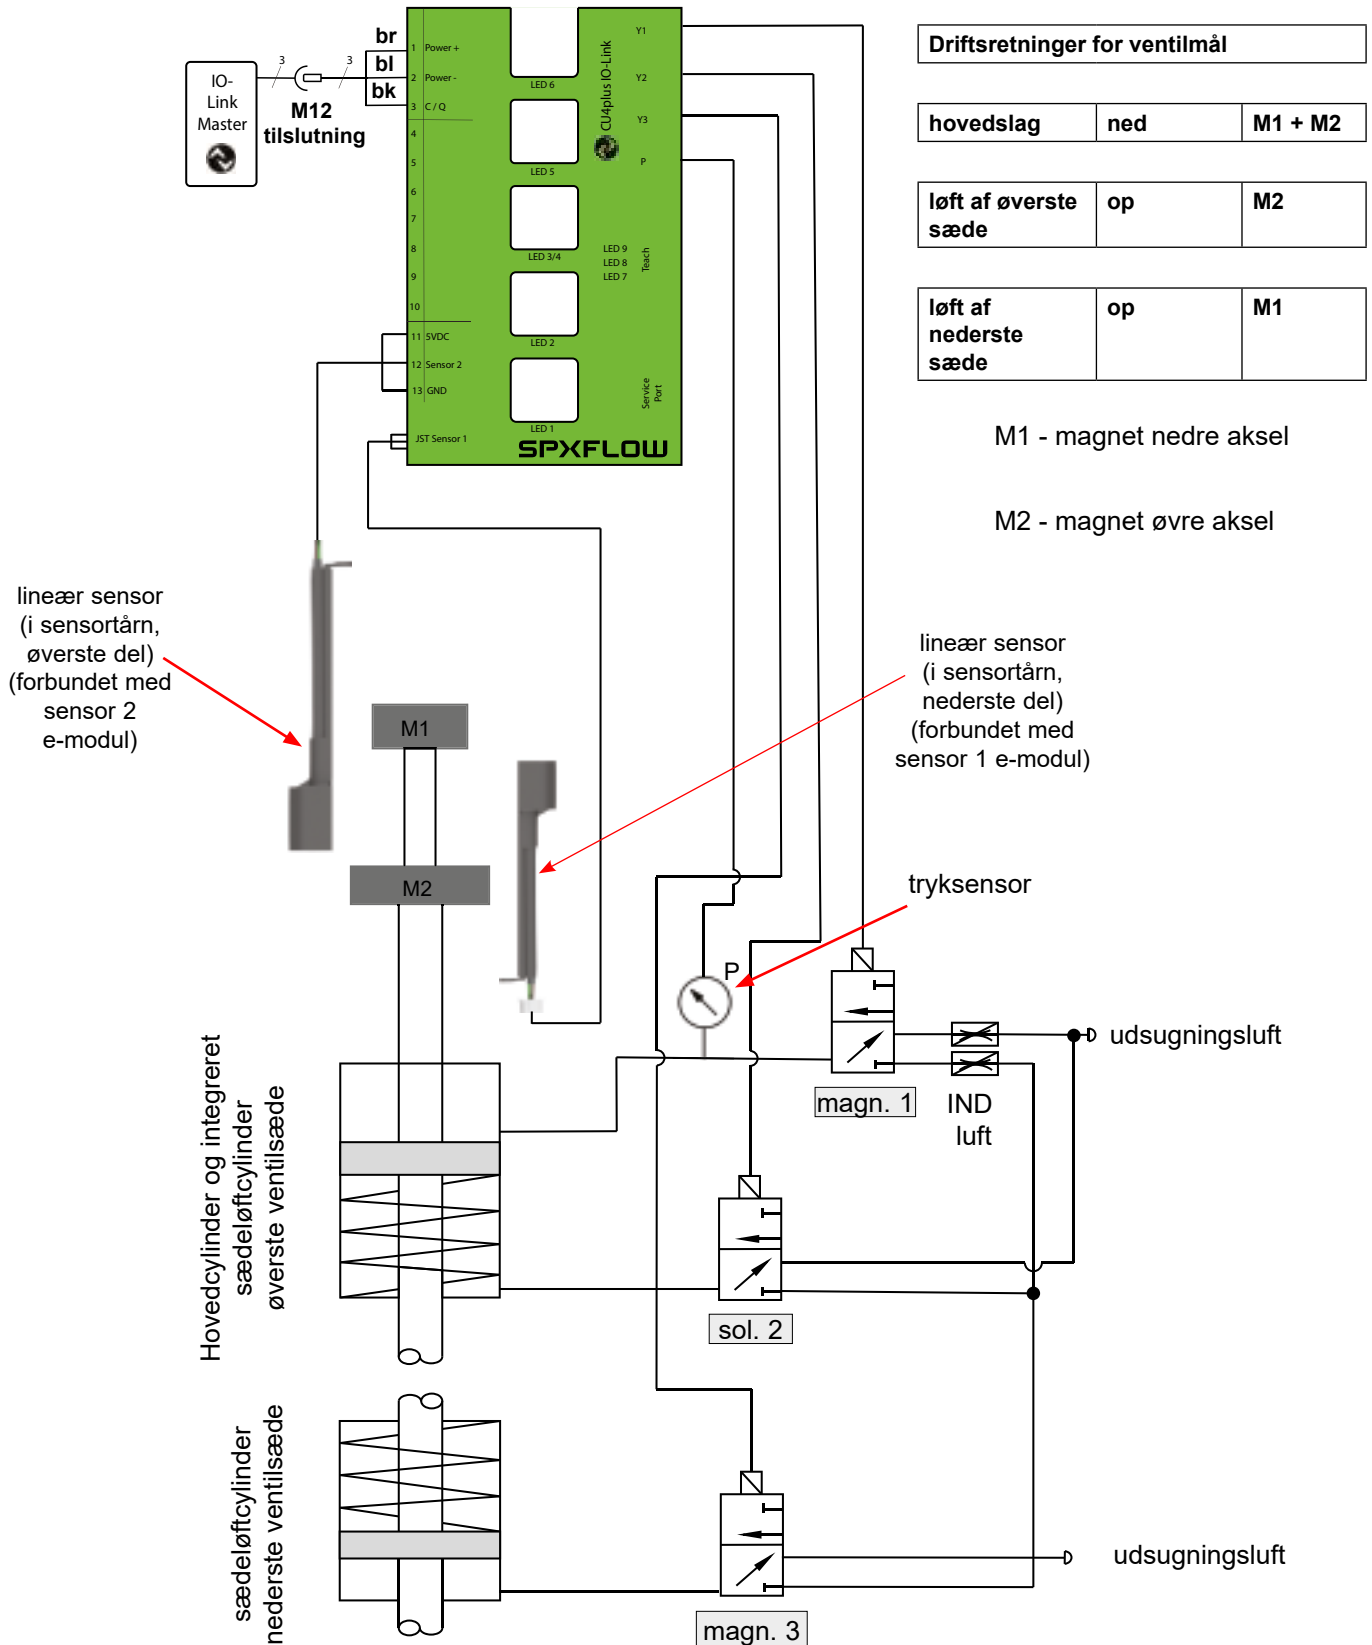 br
bl
bk
3
3
IO-
Link
Master
M12
tilslutning
1 Power +
2 Power -
3 C / Q
4
5
6
7
8
9
10
11 5VDC
12 Sensor 2
13 GND
JST Sensor 1
LED 6
LED 5
LED 3/4
LED 2
LED 1
CU4plus IO-Link
Y1
Y2
Y3
P
LED 9
LED 8
LED 7
Teach
Service
Port
SPXFLOW
Driftsretninger for ventilmål
hovedslag ned M1 + M2
løft af øverste
sæde
op M2
løft af
nederste
sæde
op M1
M1 - magnet nedre aksel
M2 - magnet øvre aksel
lineær sensor
(i sensortårn,
øverste del)
(forbundet med
sensor 2
e-modul)
lineær sensor
(i sensortårn,
nederste del)
(forbundet med
sensor 1 e-modul)
M1
M2
tryksensor
P
udsugningsluft
magn. 1
IND
luft
Hovedcylinder og integreret
sædeløftcylinder
øverste ventilsæde
sol. 2
sædeløftcylinder
nederste ventilsæde
udsugningsluft
magn. 3